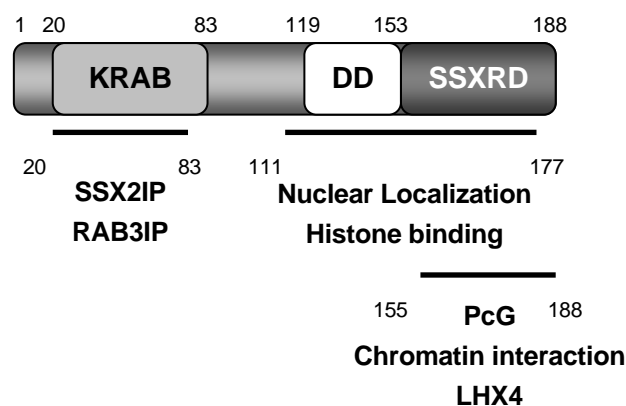 1 20 83 119 153 188
KRAB DD SSXRD
20 83 111 177
SSX2IP Nuclear Localization
RAB3IP Histone binding
155 PcG 188
Chromatin interaction
LHX4